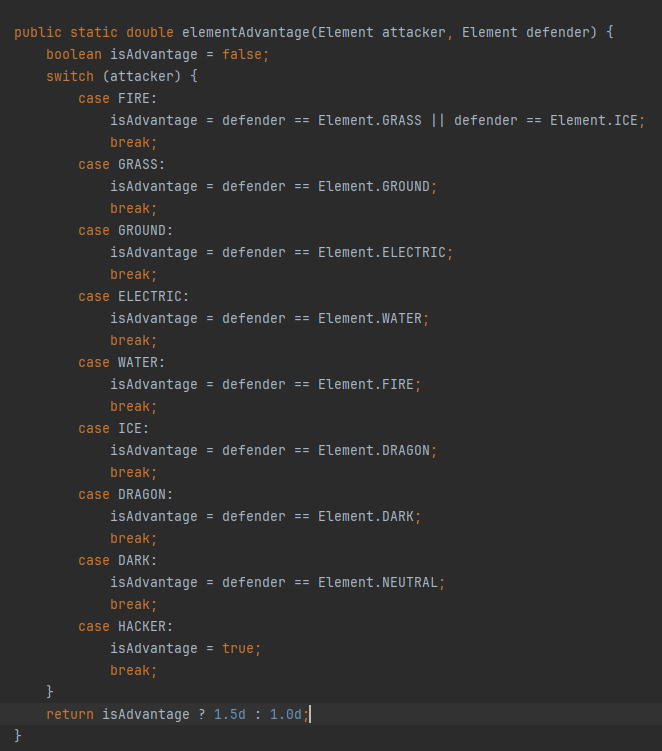 public static double elementAdvantage(Element attacker, Element defender) {
    boolean isAdvantage = false;
    switch (attacker) {
        case FIRE:
            isAdvantage = defender == Element.GRASS || defender == Element.ICE;
            break;
        case GRASS:
            isAdvantage = defender == Element.GROUND;
            break;
        case GROUND:
            isAdvantage = defender == Element.ELECTRIC;
            break;
        case ELECTRIC:
            isAdvantage = defender == Element.WATER;
            break;
        case WATER:
            isAdvantage = defender == Element.FIRE;
            break;
        case ICE:
            isAdvantage = defender == Element.DRAGON;
            break;
        case DRAGON:
            isAdvantage = defender == Element.DARK;
            break;
        case DARK:
            isAdvantage = defender == Element.NEUTRAL;
            break;
        case HACKER:
            isAdvantage = true;
            break;
    }
    return isAdvantage ? 1.5d : 1.0d;
}